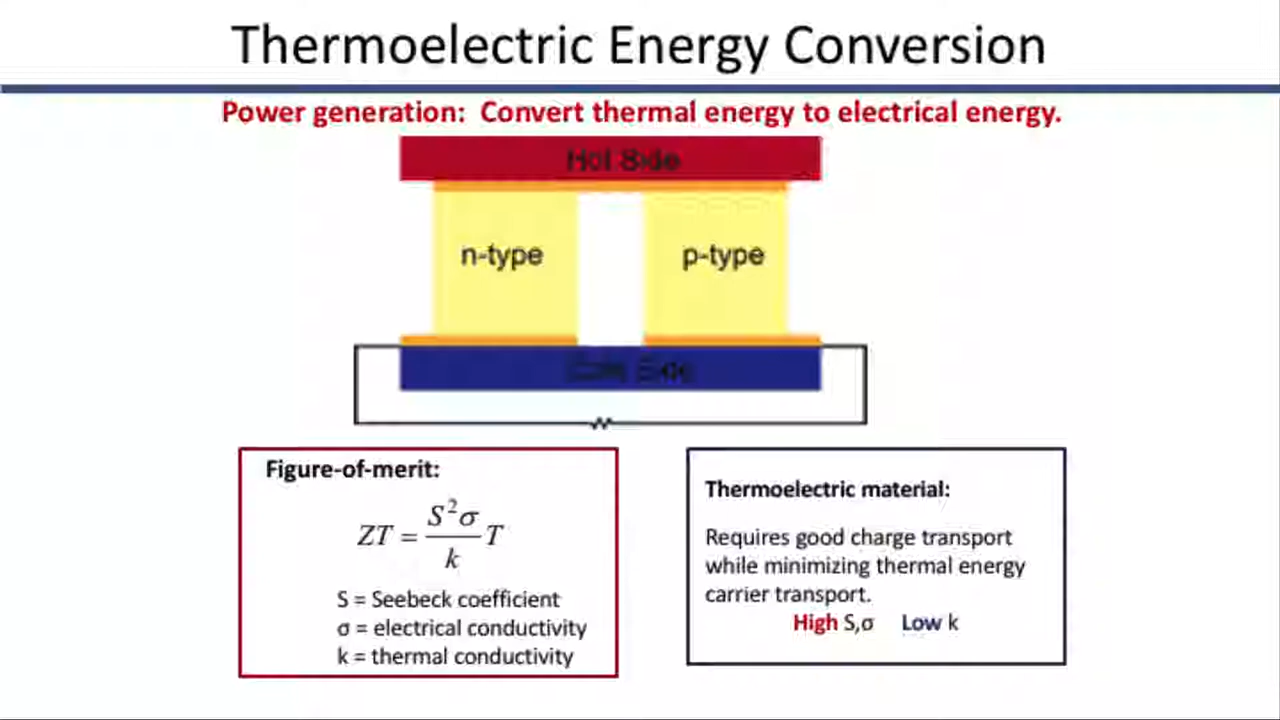 Thermoelectric Energy Conversion
Power generation: Convert thermal energy to electrical energy.
Hot Side
n-type
p-type
Cold Side
Figure-of-merit:
ZT = S²σ/k T
S = Seebeck coefficient
σ = electrical conductivity
k = thermal conductivity
Thermoelectric material:
Requires good charge transport
while minimizing thermal energy
carrier transport.
High S,σ Low k